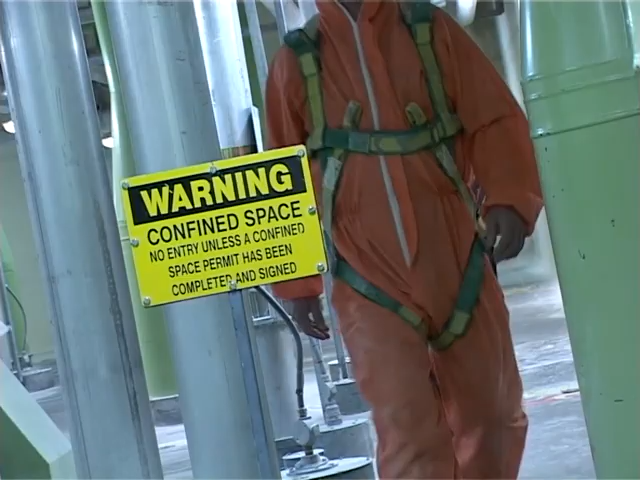 WARNING
CONFINED SPACE
NO ENTRY UNLESS A CONFINED
SPACE PERMIT HAS BEEN
COMPLETED AND SIGNED